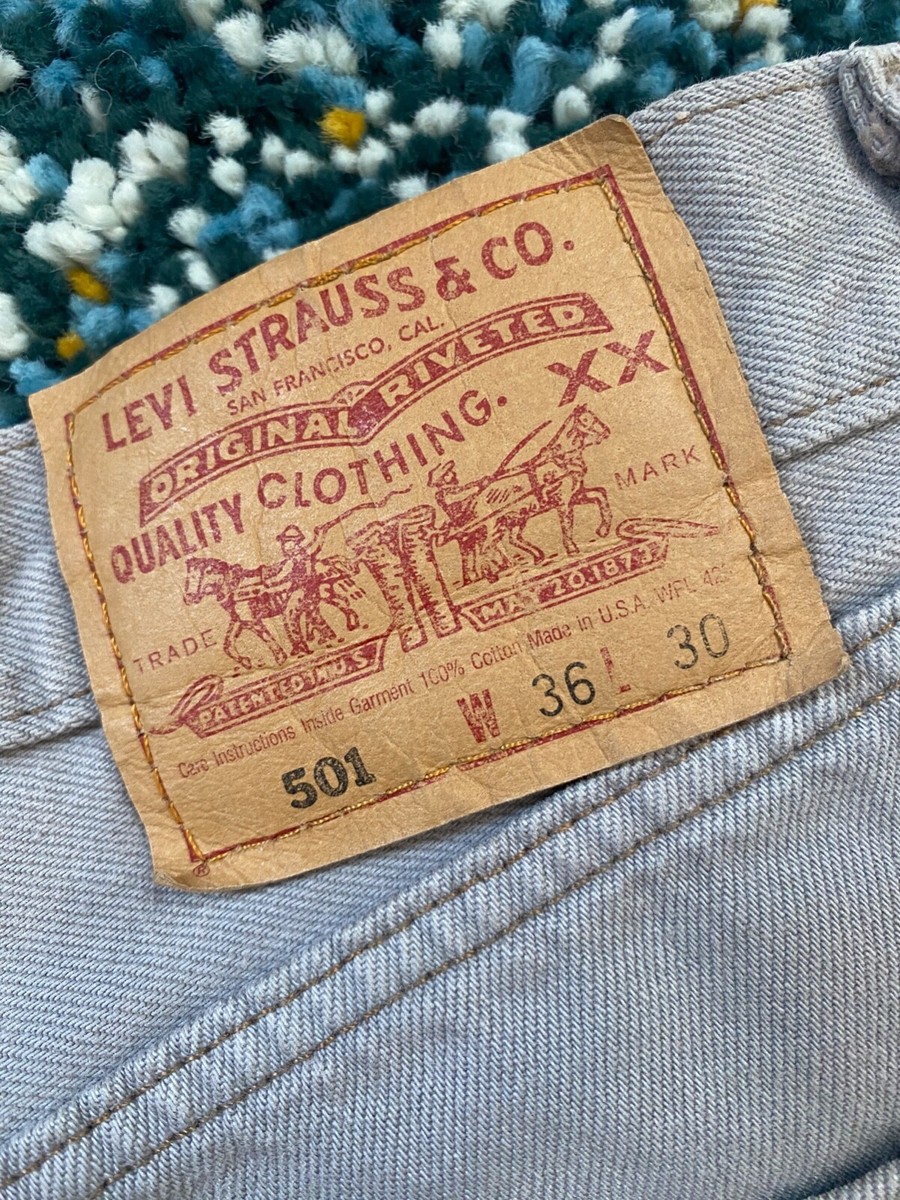 LEVI STRAUSS & CO.
SAN FRANCISCO, CAL.
ORIGINAL RIVETED
QUALITY CLOTHING. XX
TRADE MARK
PATENTED IN U.S. MAY 20.1873
Care Instructions Inside Garment 100% Cotton Made in U.S.A. WPL 423
501 W 36 L 30
®